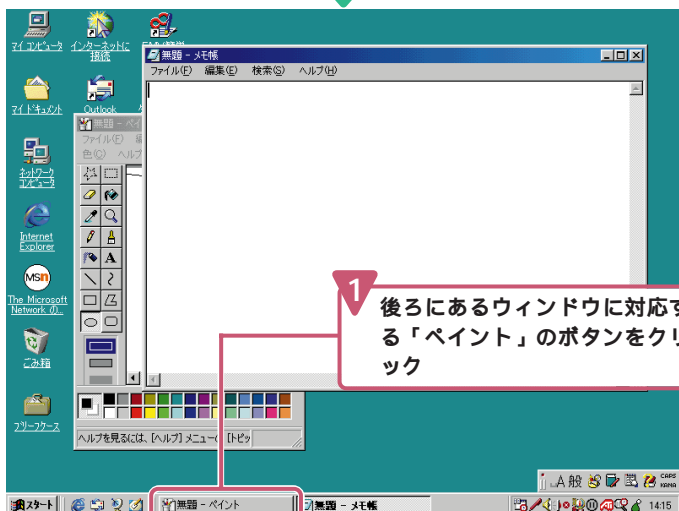 マイ コンピュータ
インターネットに
接続
無題 - メモ帳
ファイル(F) 編集(E) 検索(S) ヘルプ(H)
マイ ドキュメント
Outlook
無題 - ペイ
ファイル(F) 編
色(C) ヘルプ
ネットワーク
コンピュータ
Internet
Explorer
msn
The Microsoft
Network の..
ごみ箱
フリーケース
1
後ろにあるウィンドウに対応す
る「ペイント」のボタンをクリ
ック
ヘルプを見るには、[ヘルプ] メニューの [トピッ
A 般
CAPS
KANA
スタート
無題 - ペイント
無題 - メモ帳
14:15